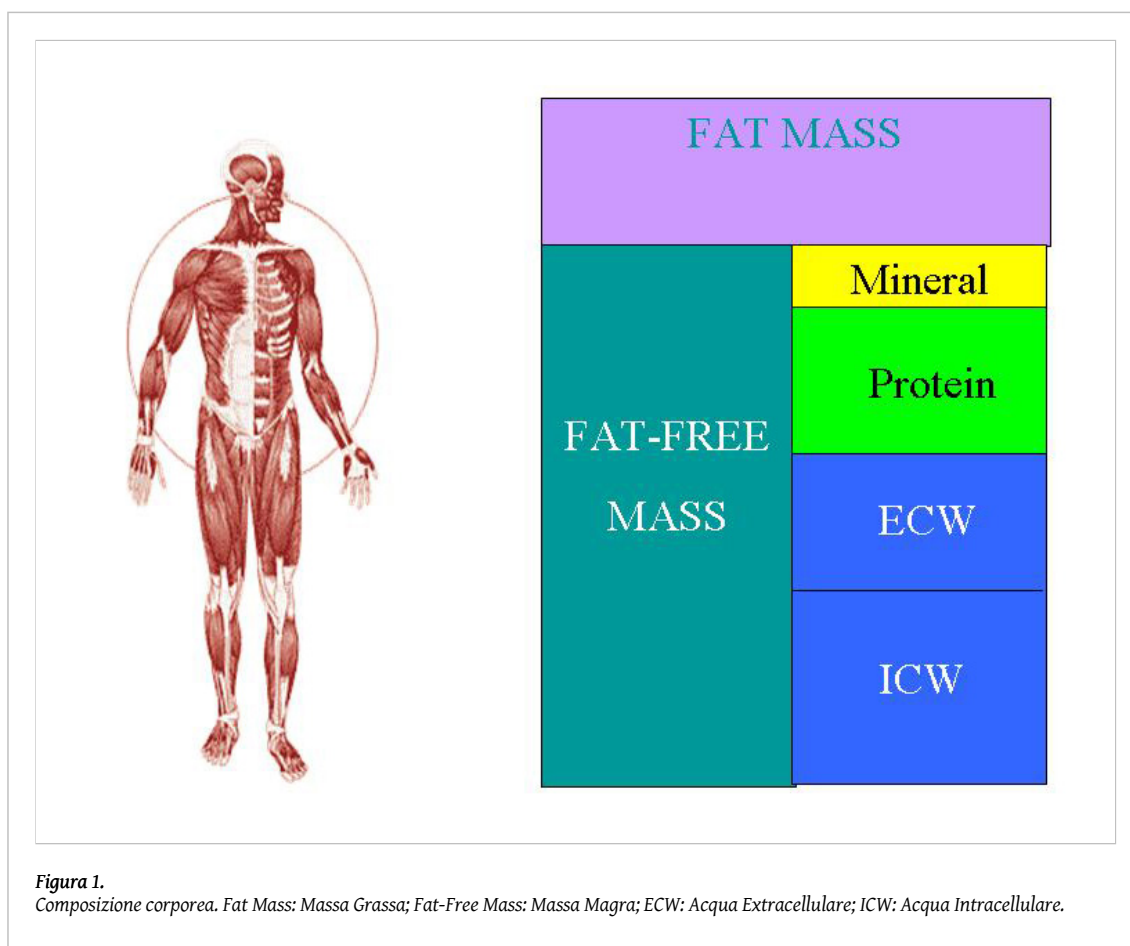 FAT MASS
Mineral
Protein
FAT-FREE
MASS
ECW
ICW
Figura 1.
Composizione corporea. Fat Mass: Massa Grassa; Fat-Free Mass: Massa Magra; ECW: Acqua Extracellulare; ICW: Acqua Intracellulare.